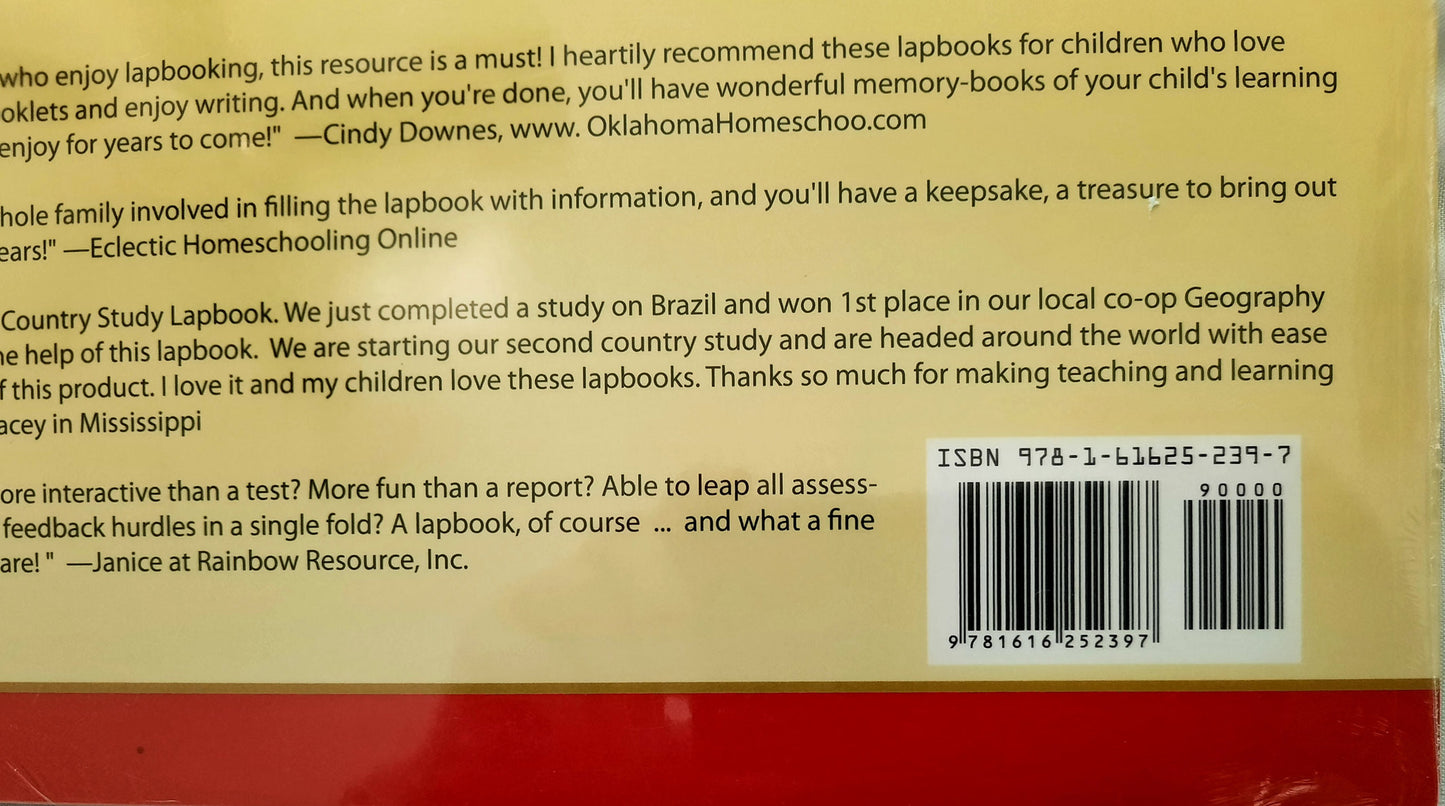 who enjoy lapbooking, this resource is a must! I heartily recommend these lapbooks for children who love
oklets and enjoy writing. And when you're done, you'll have wonderful memory-books of your child's learning
enjoy for years to come!" —Cindy Downes, www. OklahomaHomeschoo.com
hole family involved in filling the lapbook with information, and you'll have a keepsake, a treasure to bring out
ears!" —Eclectic Homeschooling Online
Country Study Lapbook. We just completed a study on Brazil and won 1st place in our local co-op Geography
he help of this lapbook. We are starting our second country study and are headed around the world with ease
f this product. I love it and my children love these lapbooks. Thanks so much for making teaching and learning
acey in Mississippi
ore interactive than a test? More fun than a report? Able to leap all assess-
feedback hurdles in a single fold? A lapbook, of course ... and what a fine
are! " —Janice at Rainbow Resource, Inc.
ISBN 978-1-61625-239-7
90000
9 781616 252397